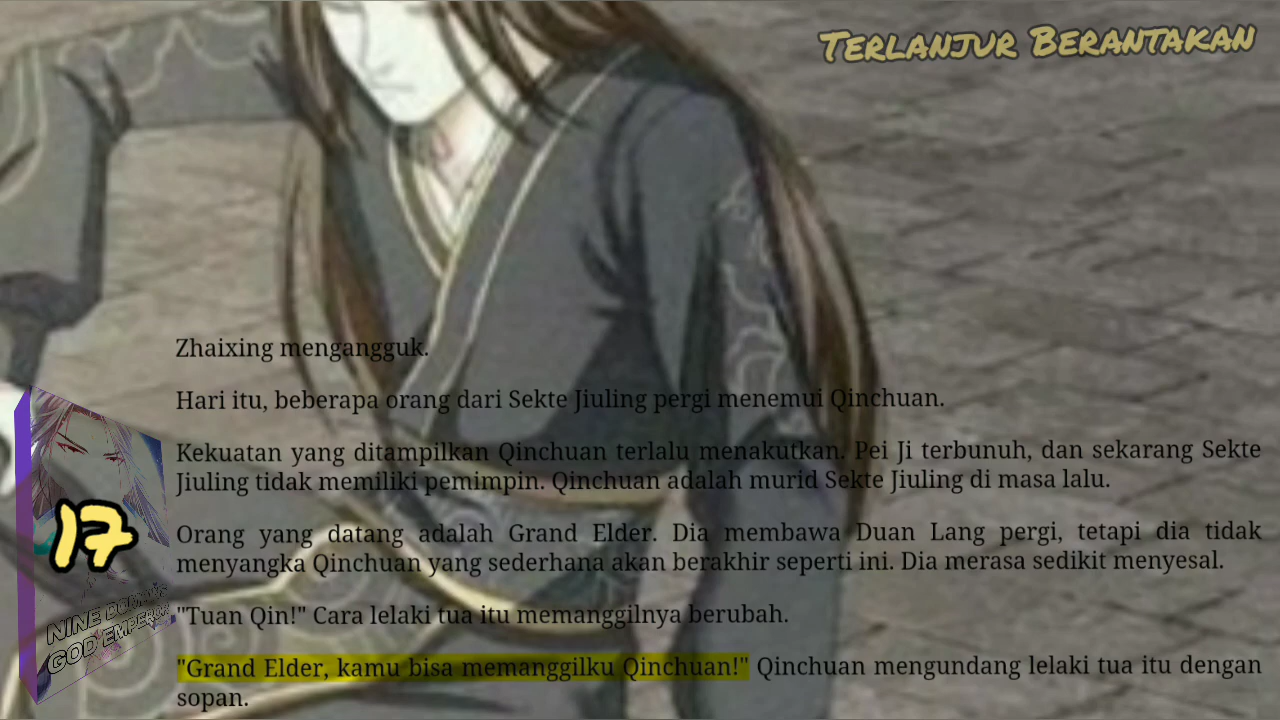 Terlanjur Berantakan
Zhaixing mengangguk.
Hari itu, beberapa orang dari Sekte Jiuling pergi menemui Qinchuan.
Kekuatan yang ditampilkan Qinchuan terlalu menakutkan. Pei Ji terbunuh, dan sekarang Sekte
Jiuling tidak memiliki pemimpin. Qinchuan adalah murid Sekte Jiuling di masa lalu.
Orang yang datang adalah Grand Elder. Dia membawa Duan Lang pergi, tetapi dia tidak
menyangka Qinchuan yang sederhana akan berakhir seperti ini. Dia merasa sedikit menyesal.
"Tuan Qin!" Cara lelaki tua itu memanggilnya berubah.
"Grand Elder, kamu bisa memanggilku Qinchuan!" Qinchuan mengundang lelaki tua itu dengan
sopan.
17
NINE
GOD EMPEROR